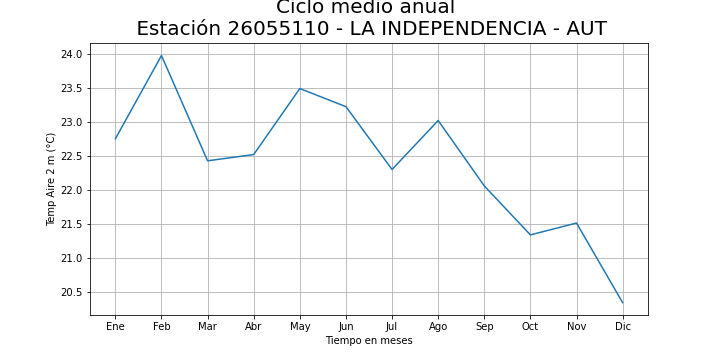 Ciclo medio anual
Estación 26055110 - LA INDEPENDENCIA - AUT
24.0
23.5
23.0
22.5
22.0
21.5
21.0
20.5
Temp Aire 2 m (°C)
Ene Feb Mar Abr May Jun Jul Ago Sep Oct Nov Dic
Tiempo en meses